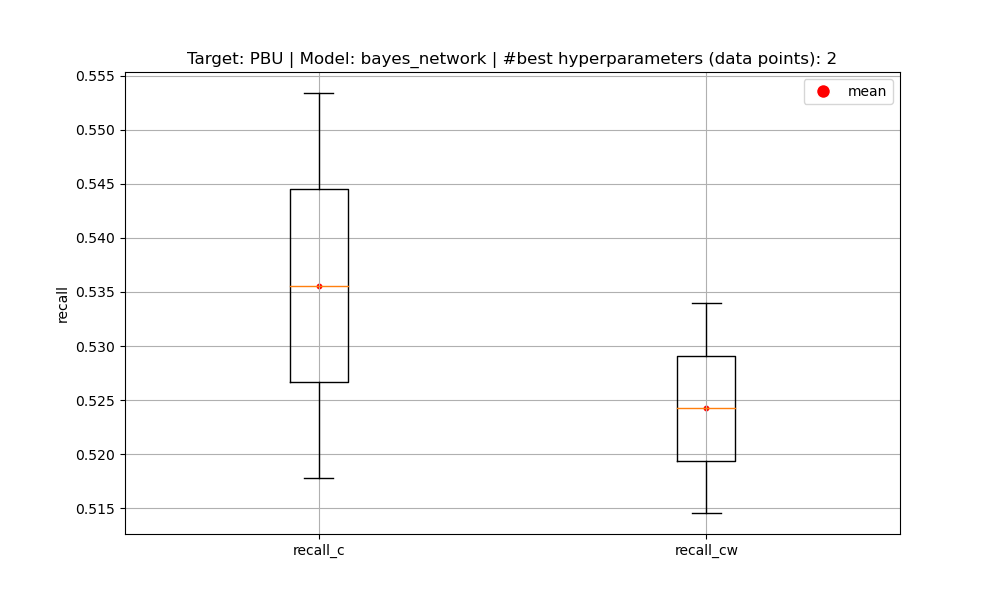 Target: PBU | Model: bayes_network | #best hyperparameters (data points): 2
mean
0.555
0.550
0.545
0.540
0.535
0.530
0.525
0.520
0.515
recall
recall_c
recall_cw